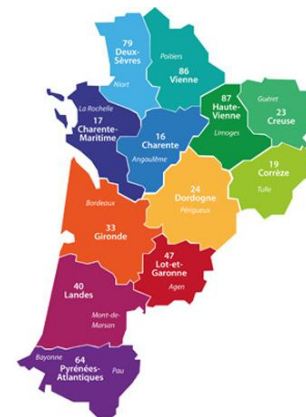 79
Deux-
Sèvres
Niort
Poitiers
86
Vienne
La Rochelle
17
Charente-
Maritime
16
Charente
Angoulême
87
Haute-
Vienne
Limoges
Guéret
23
Creuse
19
Corrèze
Tulle
24
Dordogne
Périgueux
Bordeaux
33
Gironde
47
Lot-et-
Garonne
Agen
40
Landes
Mont-de-
Marsan
Bayonne
64
Pyrénées-
Atlantiques
Pau